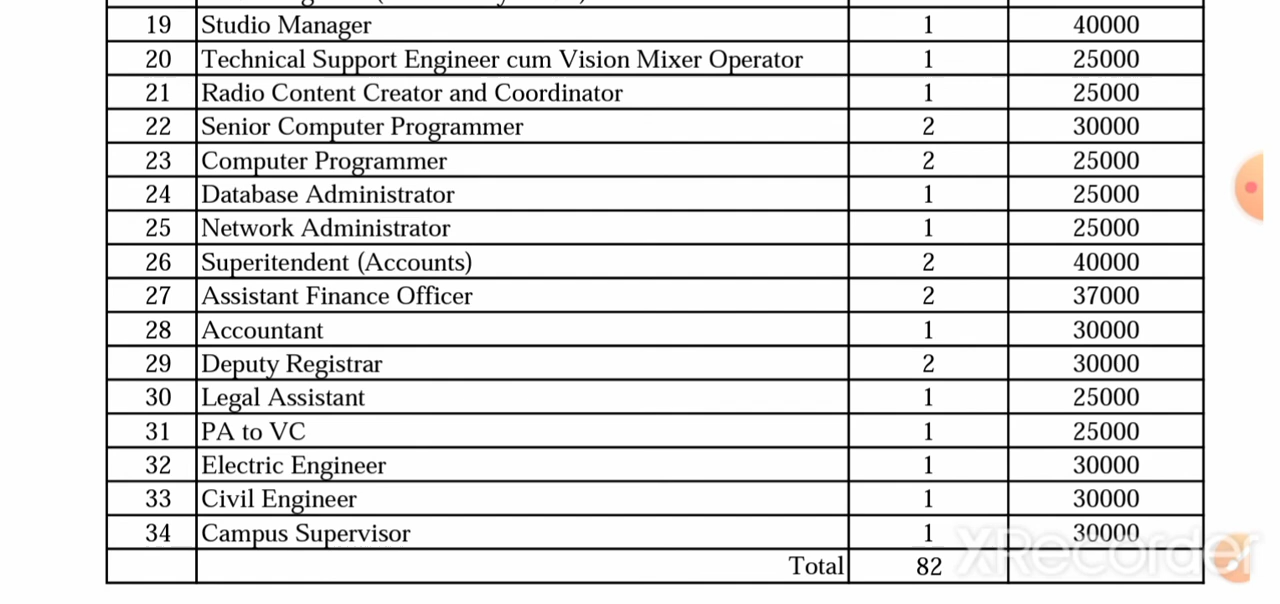 19 Studio Manager 1 40000
20 Technical Support Engineer cum Vision Mixer Operator 1 25000
21 Radio Content Creator and Coordinator 1 25000
22 Senior Computer Programmer 2 30000
23 Computer Programmer 2 25000
24 Database Administrator 1 25000
25 Network Administrator 1 25000
26 Superitendent (Accounts) 2 40000
27 Assistant Finance Officer 2 37000
28 Accountant 1 30000
29 Deputy Registrar 2 30000
30 Legal Assistant 1 25000
31 PA to VC 1 25000
32 Electric Engineer 1 30000
33 Civil Engineer 1 30000
34 Campus Supervisor 1 30000
Total 82
XRecorder